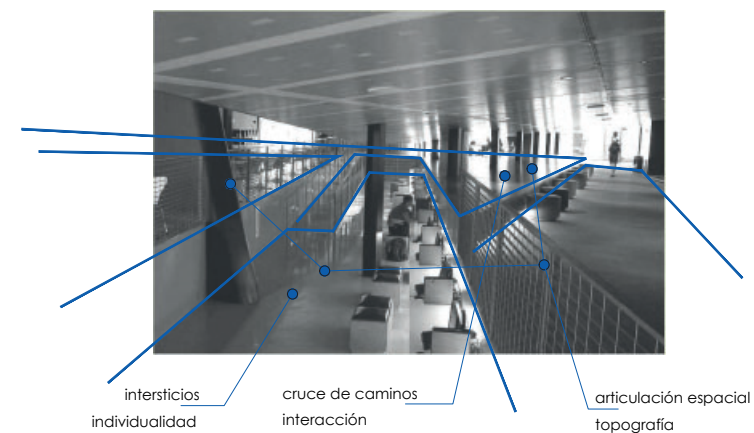 intersticios
individualidad
cruce de caminos
interacción
articulación espacial
topografía